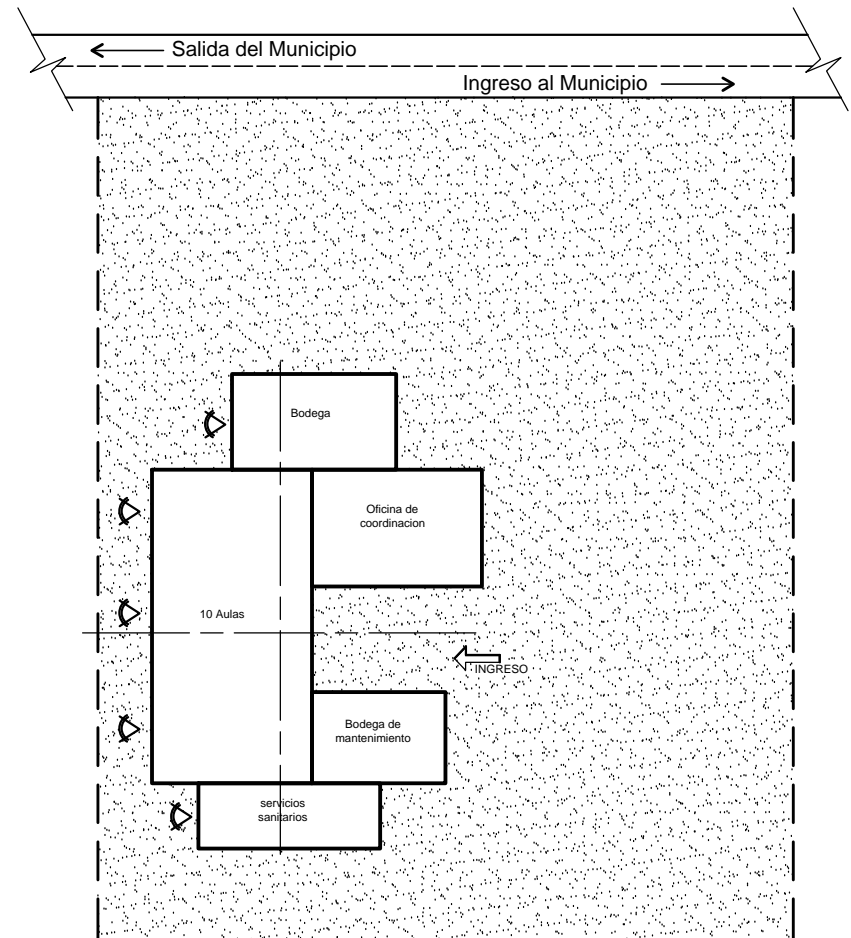 Salida del Municipio
Ingreso al Municipio
Bodega
Oficina de
coordinacion
10 Aulas
INGRESO
Bodega de
mantenimiento
servicios
sanitarios